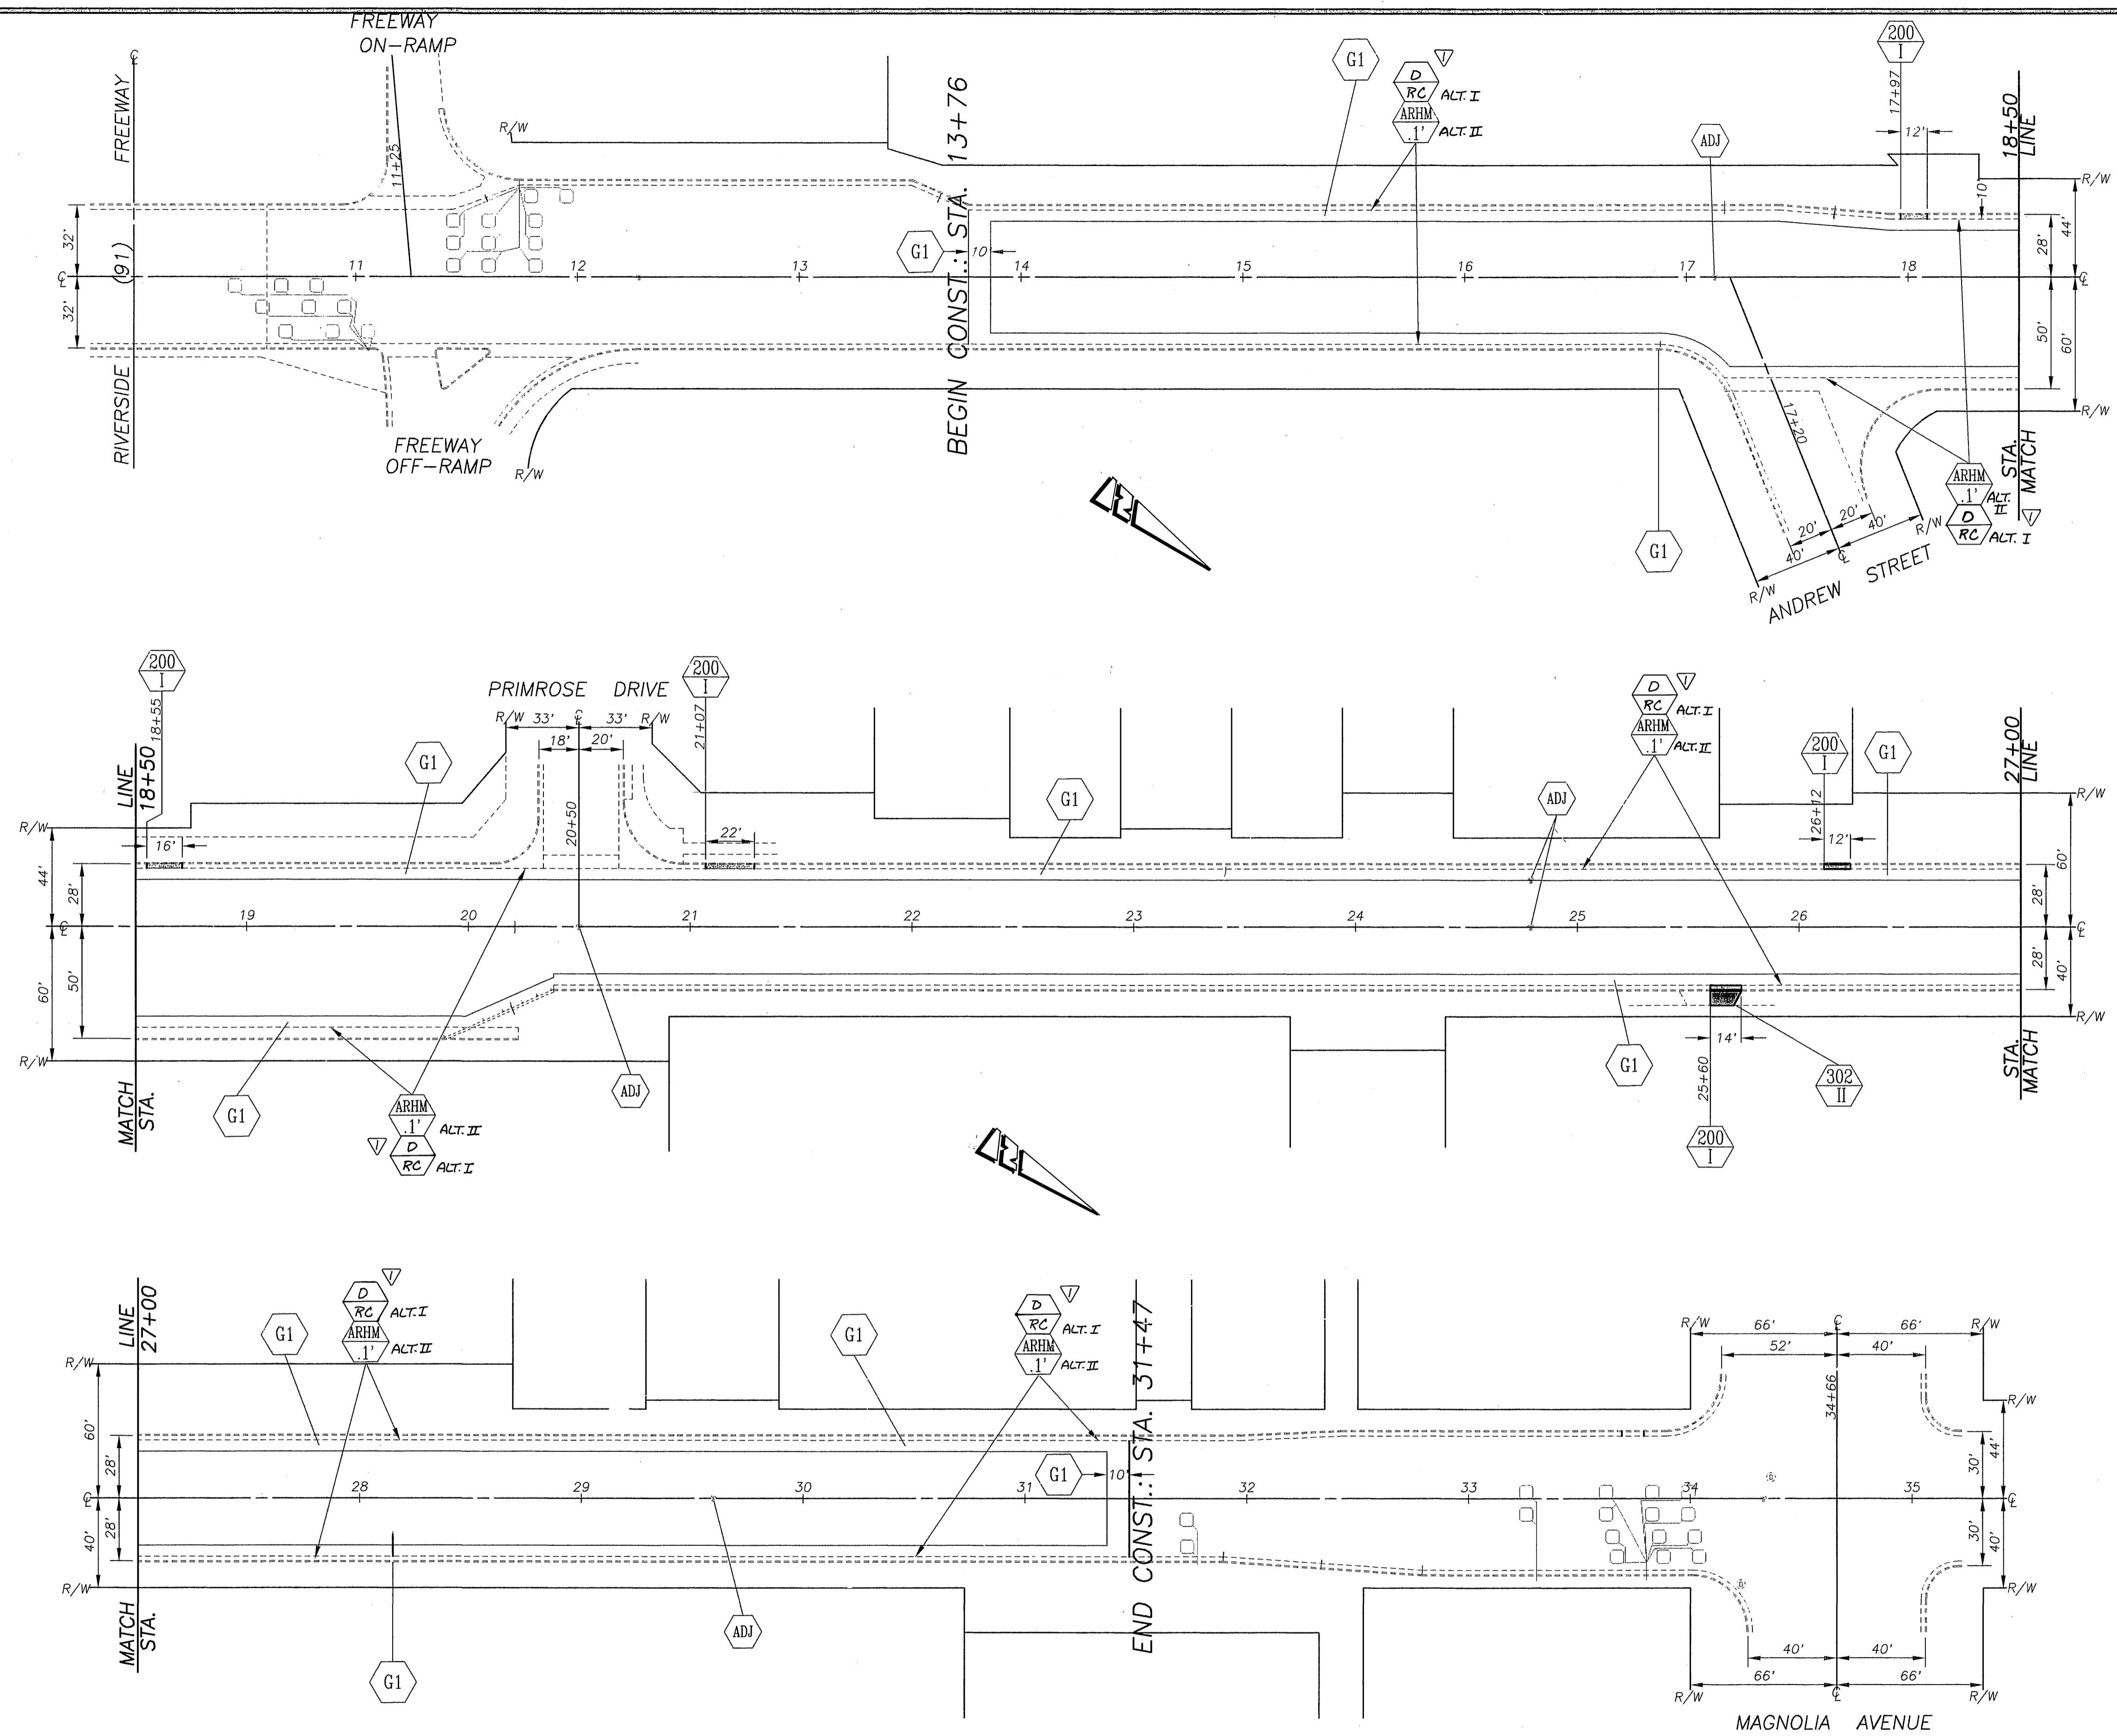 FREEWAY
ON-RAMP
℄
FREEWAY
(91)
RIVERSIDE
11+25
R/W
BEGIN CONST.: STA. 13+76
G1
D
RC
ALT. I
ARHM
.1'
ALT. II
1
ADJ
200
I
17+97
12'
18+50
LINE
10'
R/W
44'
28'
32'
32'
℄
11
12
13
14
15
16
17
18
℄
G1
10'
50'
60'
R/W
FREEWAY
OFF-RAMP
R/W
17+20
G1
20'
20'
40'
40'
℄
R/W
R/W
ANDREW STREET
ARHM
.1'
ALT.
II
D
RC
ALT. I
1
STA.
MATCH
200
I
18+55
LINE
18+50
PRIMROSE DRIVE
R/W
33'
℄
33'
R/W
18'
20'
20+50
200
I
21+07
22'
G1
G1
D
RC
ALT. I
ARHM
.1'
ALT. II
1
ADJ
200
I
26+12
12'
G1
27+00
LINE
R/W
R/W
16'
44'
28'
60'
28'
℄
19
20
21
22
23
24
25
26
℄
50'
60'
28'
40'
R/W
R/W
MATCH
STA.
G1
ARHM
.1'
ALT. II
1
D
RC
ALT. I
ADJ
G1
25+60
14'
200
I
302
II
STA.
MATCH
LINE
27+00
G1
D
RC
ALT. I
ARHM
.1'
ALT. II
1
G1
D
RC
ALT. I
ARHM
.1'
ALT. II
1
END CONST.: STA. 31+47
R/W
66'
℄
66'
R/W
52'
40'
34+66
R/W
R/W
60'
28'
G1
10'
44'
30'
℄
28
29
30
31
32
33
34
35
℄
28'
40'
30'
40'
R/W
R/W
MATCH
STA.
G1
ADJ
40'
40'
66'
66'
R/W
℄
R/W
MAGNOLIA AVENUE